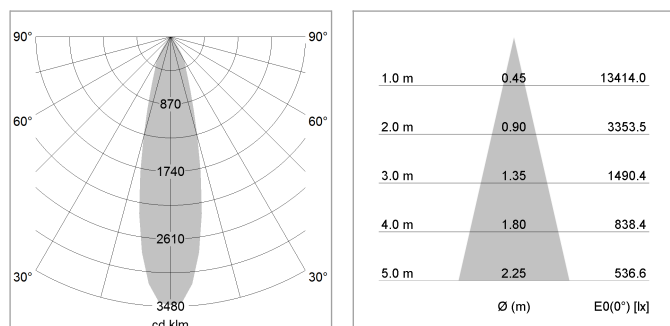 90° 90°
870
60° 60°
1740
2610
30° 30°
3480
cd klm
1.0 m 0.45 13414.0
2.0 m 0.90 3353.5
3.0 m 1.35 1490.4
4.0 m 1.80 838.4
5.0 m 2.25 536.6
Ø (m) E0(0°) [lx]